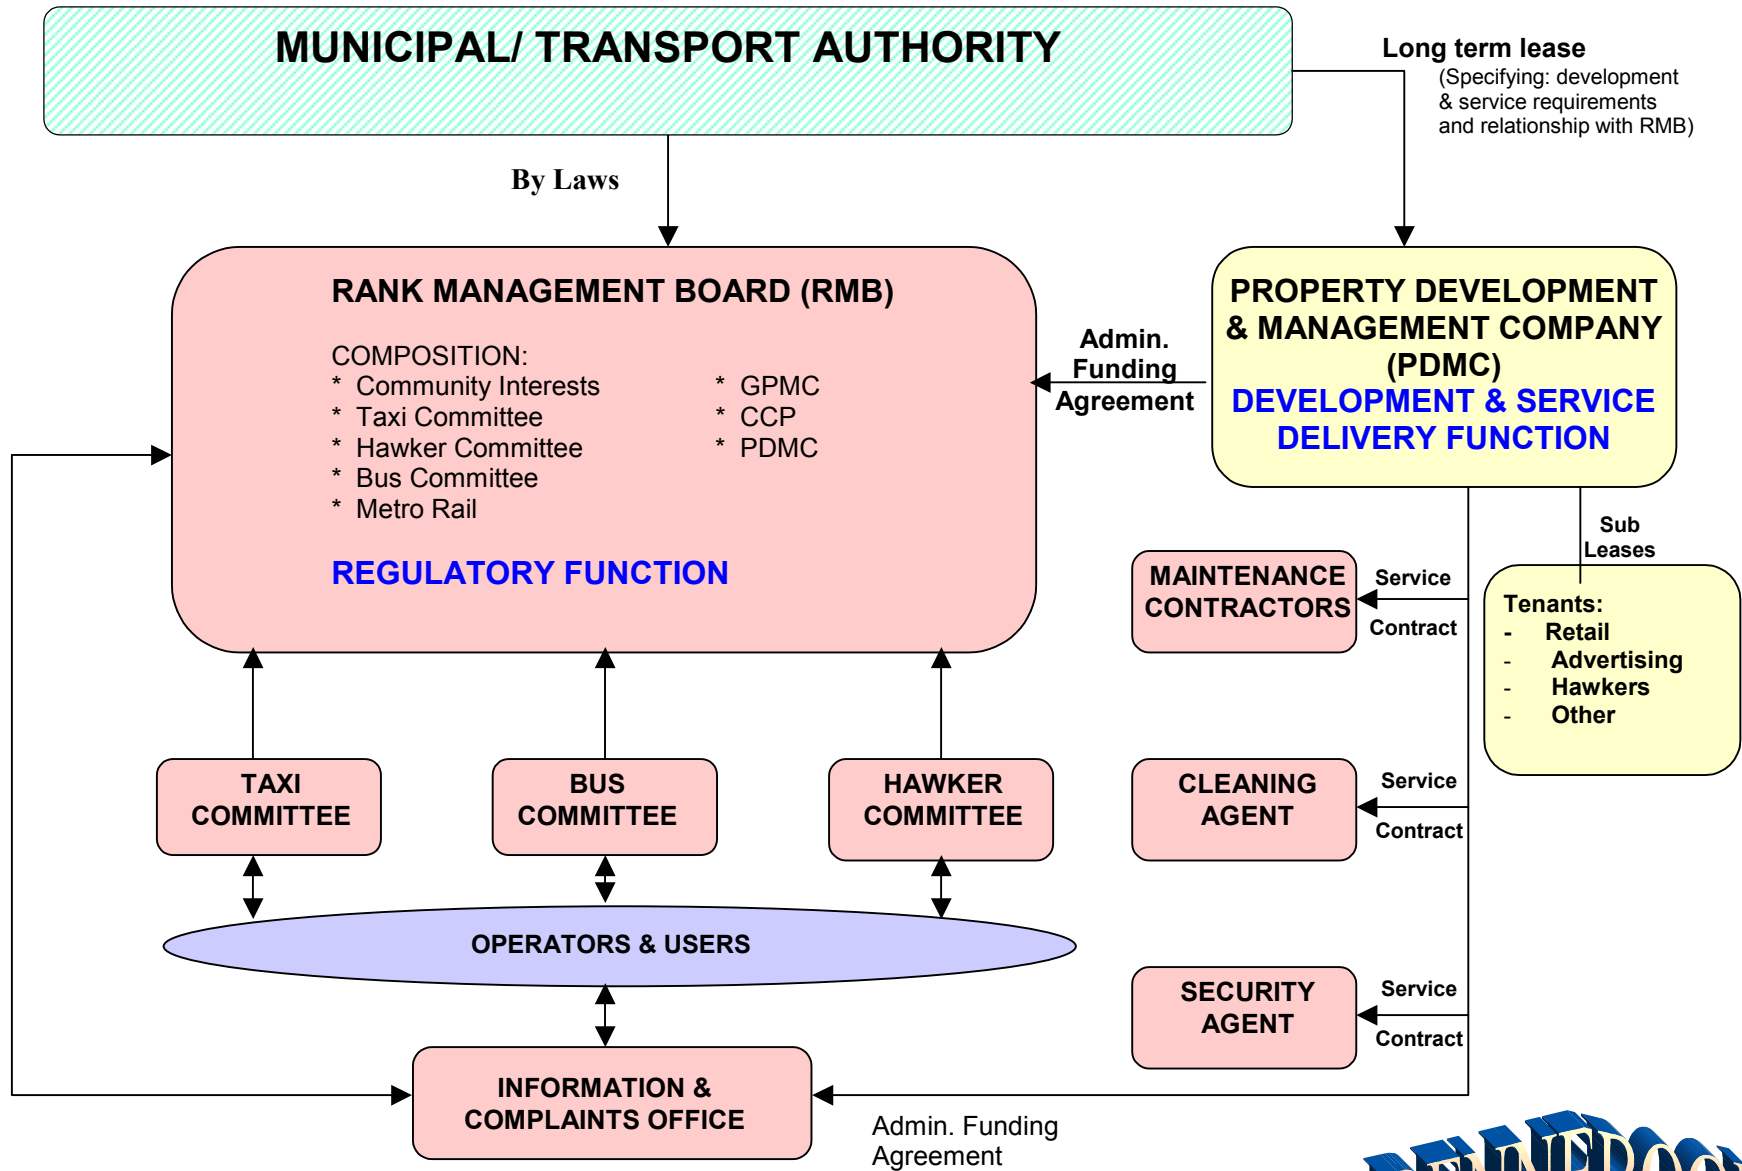 MUNICIPAL/ TRANSPORT AUTHORITY
Long term lease
(Specifying: development
& service requirements
and relationship with RMB)
By Laws
RANK MANAGEMENT BOARD (RMB)
COMPOSITION:
* Community Interests
* Taxi Committee
* Hawker Committee
* Bus Committee
* Metro Rail
* GPMC
* CCP
* PDMC
REGULATORY FUNCTION
Admin.
Funding
Agreement
PROPERTY DEVELOPMENT
& MANAGEMENT COMPANY
(PDMC)
DEVELOPMENT & SERVICE
DELIVERY FUNCTION
Sub
Leases
Tenants:
- Retail
- Advertising
- Hawkers
- Other
MAINTENANCE
CONTRACTORS
Service
Contract
CLEANING
AGENT
Service
Contract
SECURITY
AGENT
Service
Contract
TAXI
COMMITTEE
BUS
COMMITTEE
HAWKER
COMMITTEE
OPERATORS & USERS
INFORMATION &
COMPLAINTS OFFICE
Admin. Funding
Agreement